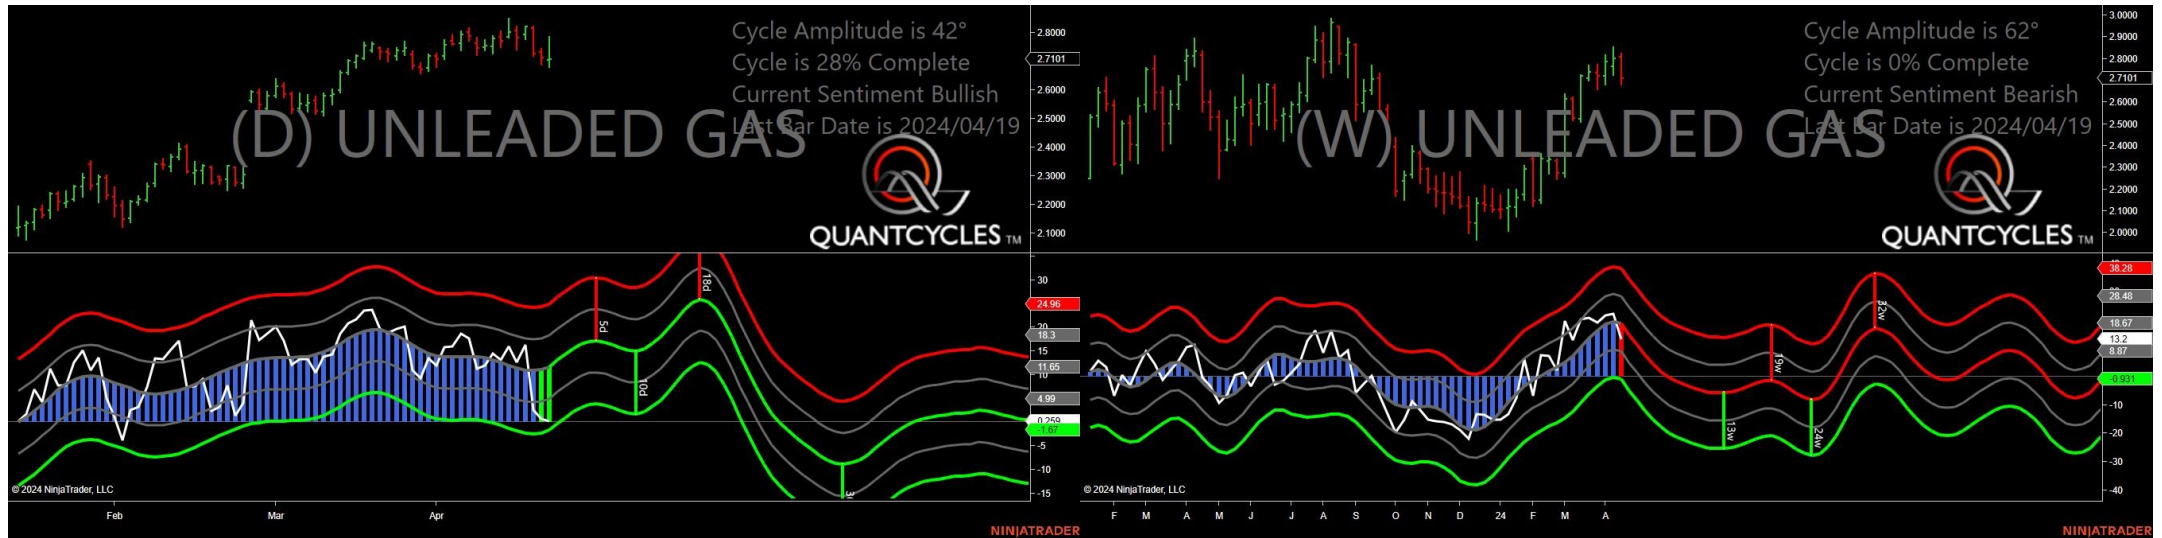 Cycle Amplitude is 42°
Cycle is 28% Complete
Current Sentiment Bullish
Last Bar Date is 2024/04/19
(D) UNLEADED GAS
QUANTCYCLES TM
2.8000
2.7101
2.6000
2.5000
2.4000
2.3000
2.2000
2.1000
18d
5d
10d
30
24.96
20
18.3
15
11.65
10
4.99
0.259
-1.67
-5
-10
-15
© 2024 NinjaTrader, LLC
Feb
Mar
Apr
NINJATRADER
Cycle Amplitude is 62°
Cycle is 0% Complete
Current Sentiment Bearish
Last Bar Date is 2024/04/19
(W) UNLEADED GAS
QUANTCYCLES TM
3.0000
2.9000
2.8000
2.7101
2.6000
2.5000
2.4000
2.3000
2.2000
2.1000
2.0000
32w
19w
13w
24w
38.28
28.48
18.67
13.2
8.87
-0.931
-10
-20
-30
-40
© 2024 NinjaTrader, LLC
F M A M J J A S O N D 24 F M A
NINJATRADER